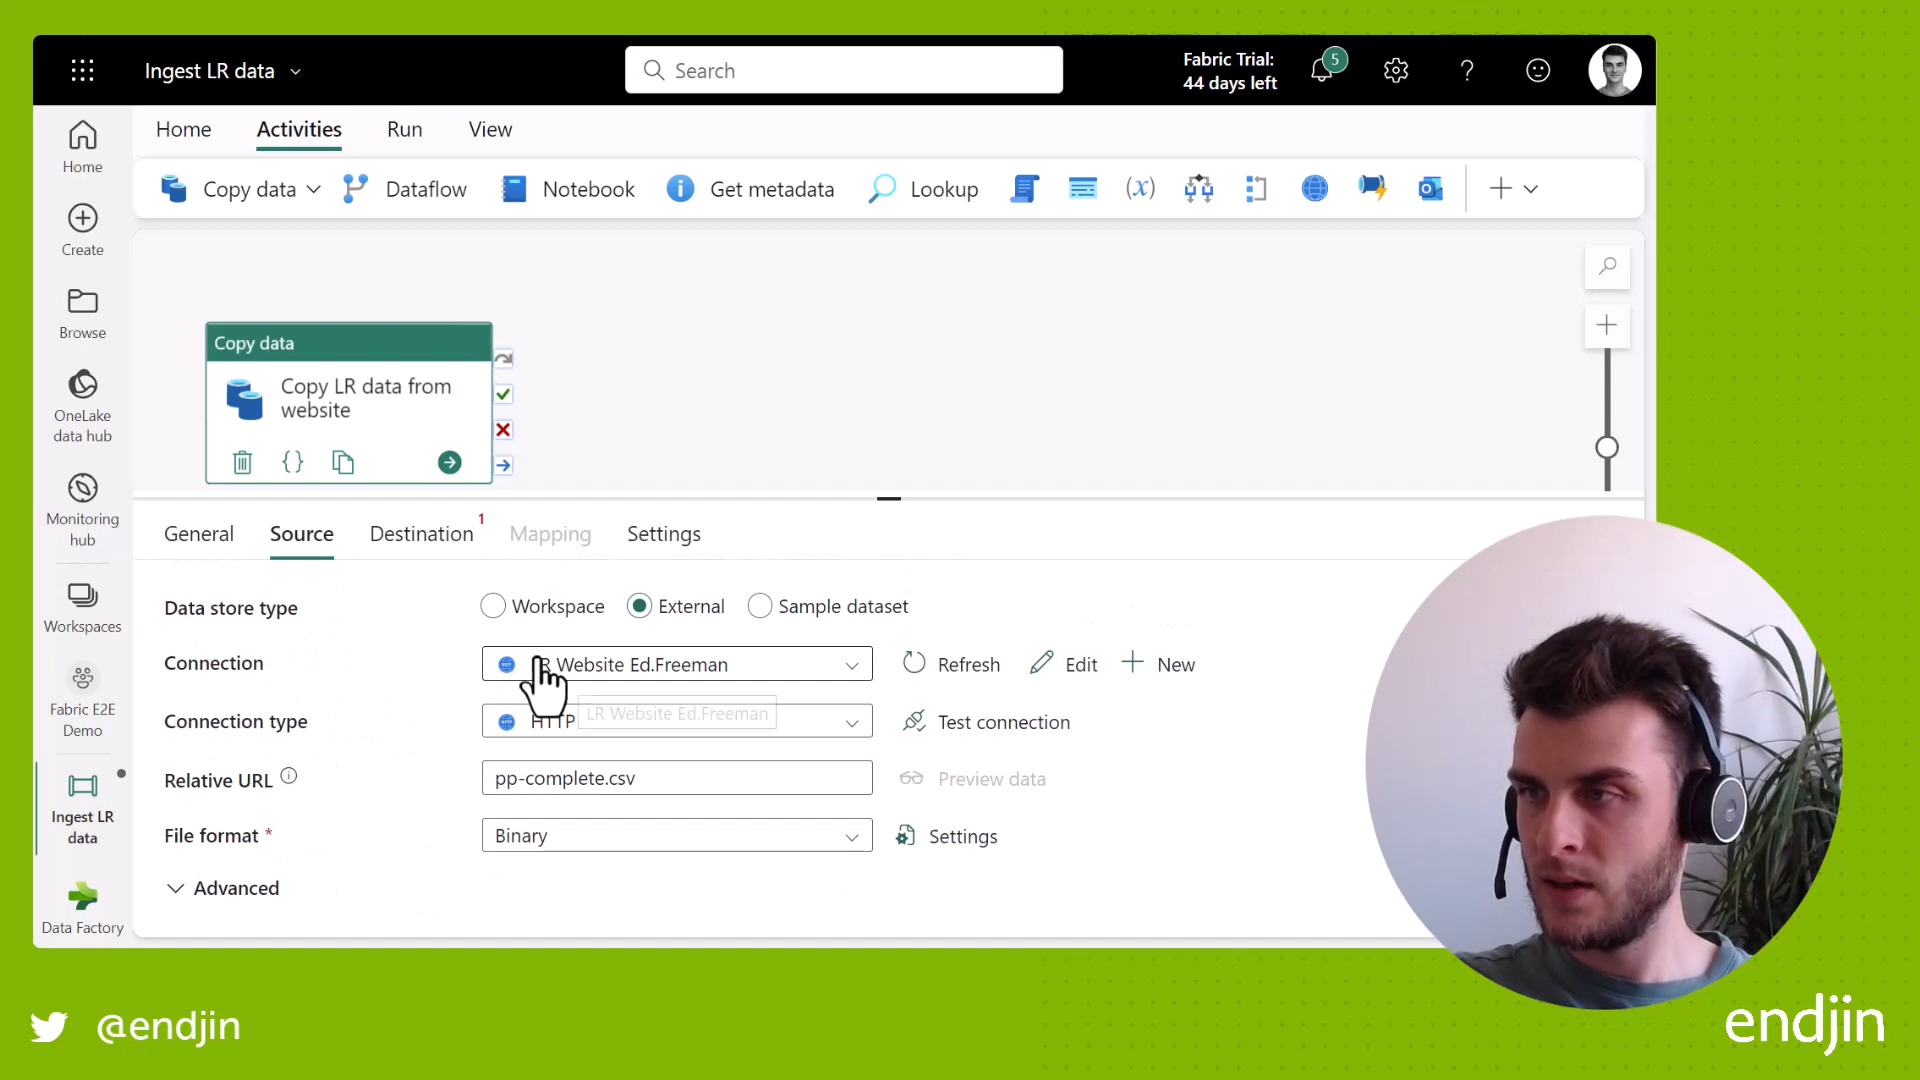 Ingest LR data
Search
Fabric Trial:
44 days left
5
Home
Activities
Run
View
Copy data
Dataflow
Notebook
Get metadata
Lookup
(x)
Home
Create
Browse
OneLake
data hub
Monitoring
hub
Workspaces
Fabric E2E
Demo
Ingest LR
data
Data Factory
Copy data
Copy LR data from
website
General
Source
Destination
1
Mapping
Settings
Data store type
Workspace
External
Sample dataset
Connection
R Website Ed.Freeman
Refresh
Edit
New
LR Website Ed.Freeman
Connection type
HTTP
Test connection
Relative URL
pp-complete.csv
Preview data
File format *
Binary
Settings
Advanced
@endjin
endjin